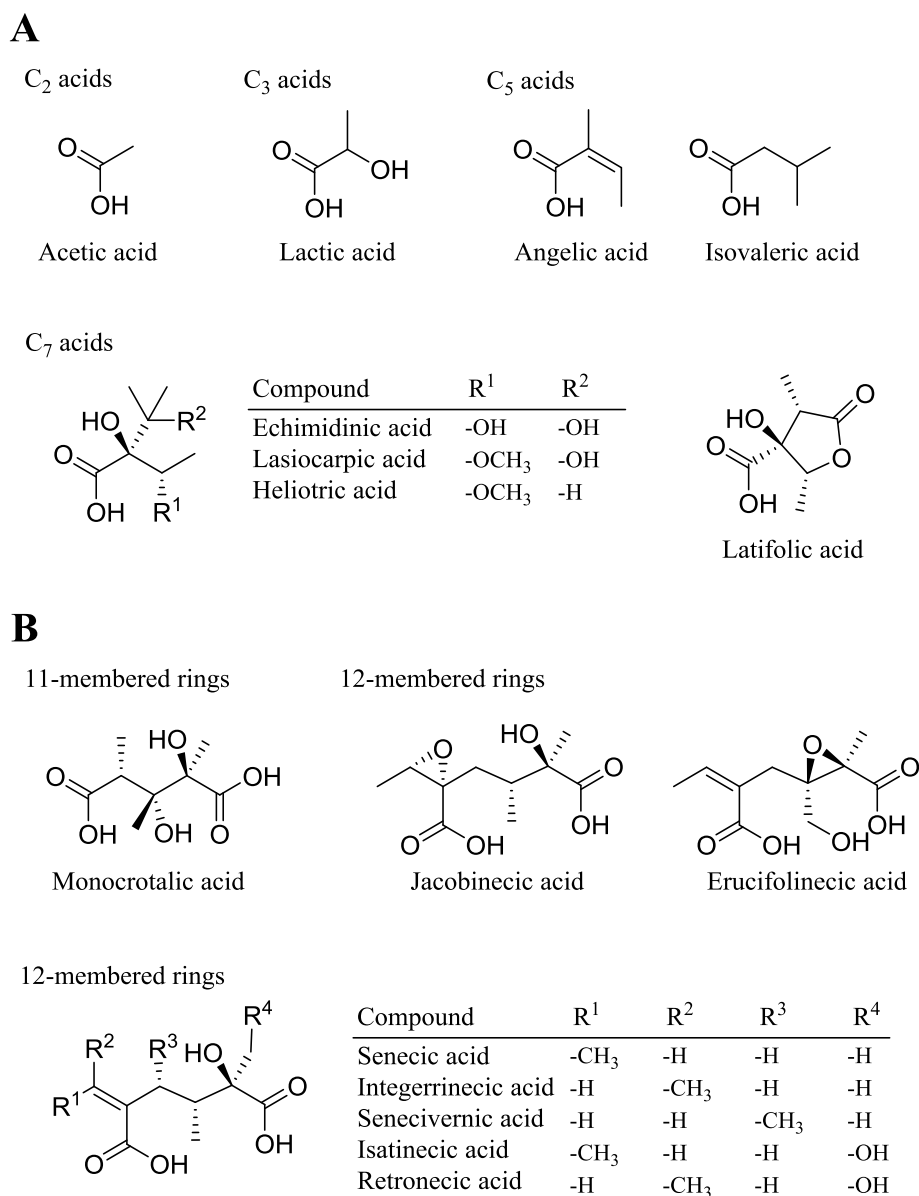 A
C₂ acids C₃ acids C₅ acids
O OH
Acetic acid
O OH OH
Lactic acid
O OH
Angelic acid
O OH
Isovaleric acid
C₇ acids
HO R² O OH R¹
Compound R¹ R²
Echimidinic acid -OH -OH
Lasiocarpic acid -OCH₃ -OH
Heliotric acid -OCH₃ -H
O HO O O OH
Latifolic acid
B
11-membered rings 12-membered rings
HO O OH OH OH O
Monocrotalic acid
O HO O OH O OH
Jacobinecic acid
O O OH O OH OH
Erucifolinecic acid
12-membered rings
R⁴ R² R³ HO R¹ O OH O OH
Compound R¹ R² R³ R⁴
Senecic acid -CH₃ -H -H -H
Integerrinecic acid -H -CH₃ -H -H
Senecivernic acid -H -H -CH₃ -H
Isatinecic acid -CH₃ -H -H -OH
Retronecic acid -H -CH₃ -H -OH